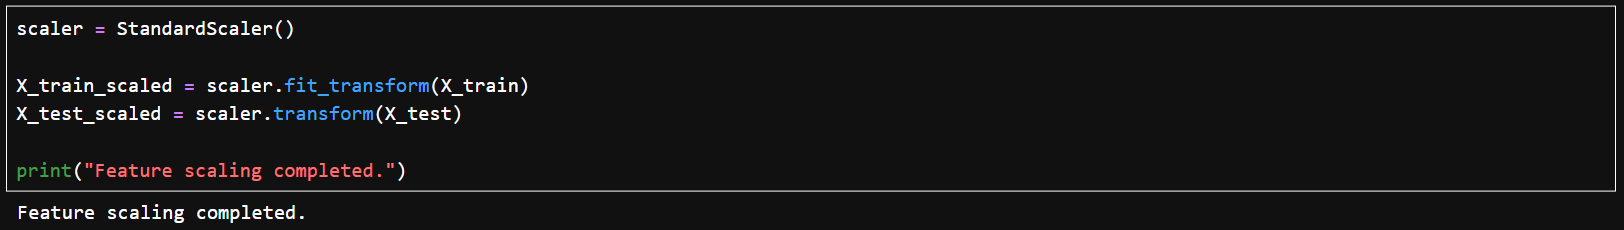 scaler = StandardScaler()
X_train_scaled = scaler.fit_transform(X_train)
X_test_scaled = scaler.transform(X_test)
print("Feature scaling completed.")
Feature scaling completed.